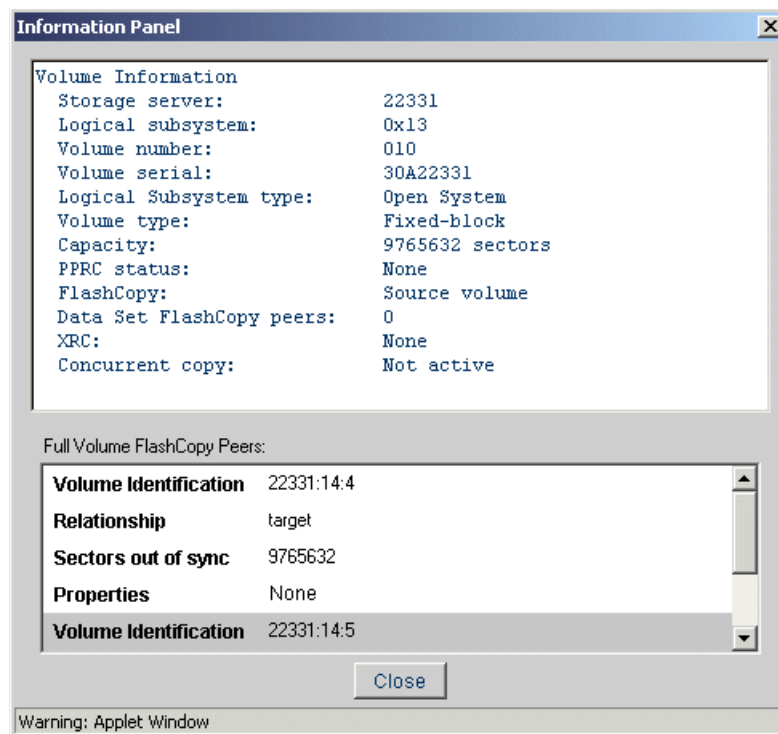 Information Panel
Volume Information
Storage server: 22331
Logical subsystem: 0x13
Volume number: 010
Volume serial: 30A22331
Logical Subsystem type: Open System
Volume type: Fixed-block
Capacity: 9765632 sectors
PPRC status: None
FlashCopy: Source volume
Data Set FlashCopy peers: 0
XRC: None
Concurrent copy: Not active
Full Volume FlashCopy Peers:
Volume Identification 22331:14:4
Relationship target
Sectors out of sync 9765632
Properties None
Volume Identification 22331:14:5
Close
Warning: Applet Window